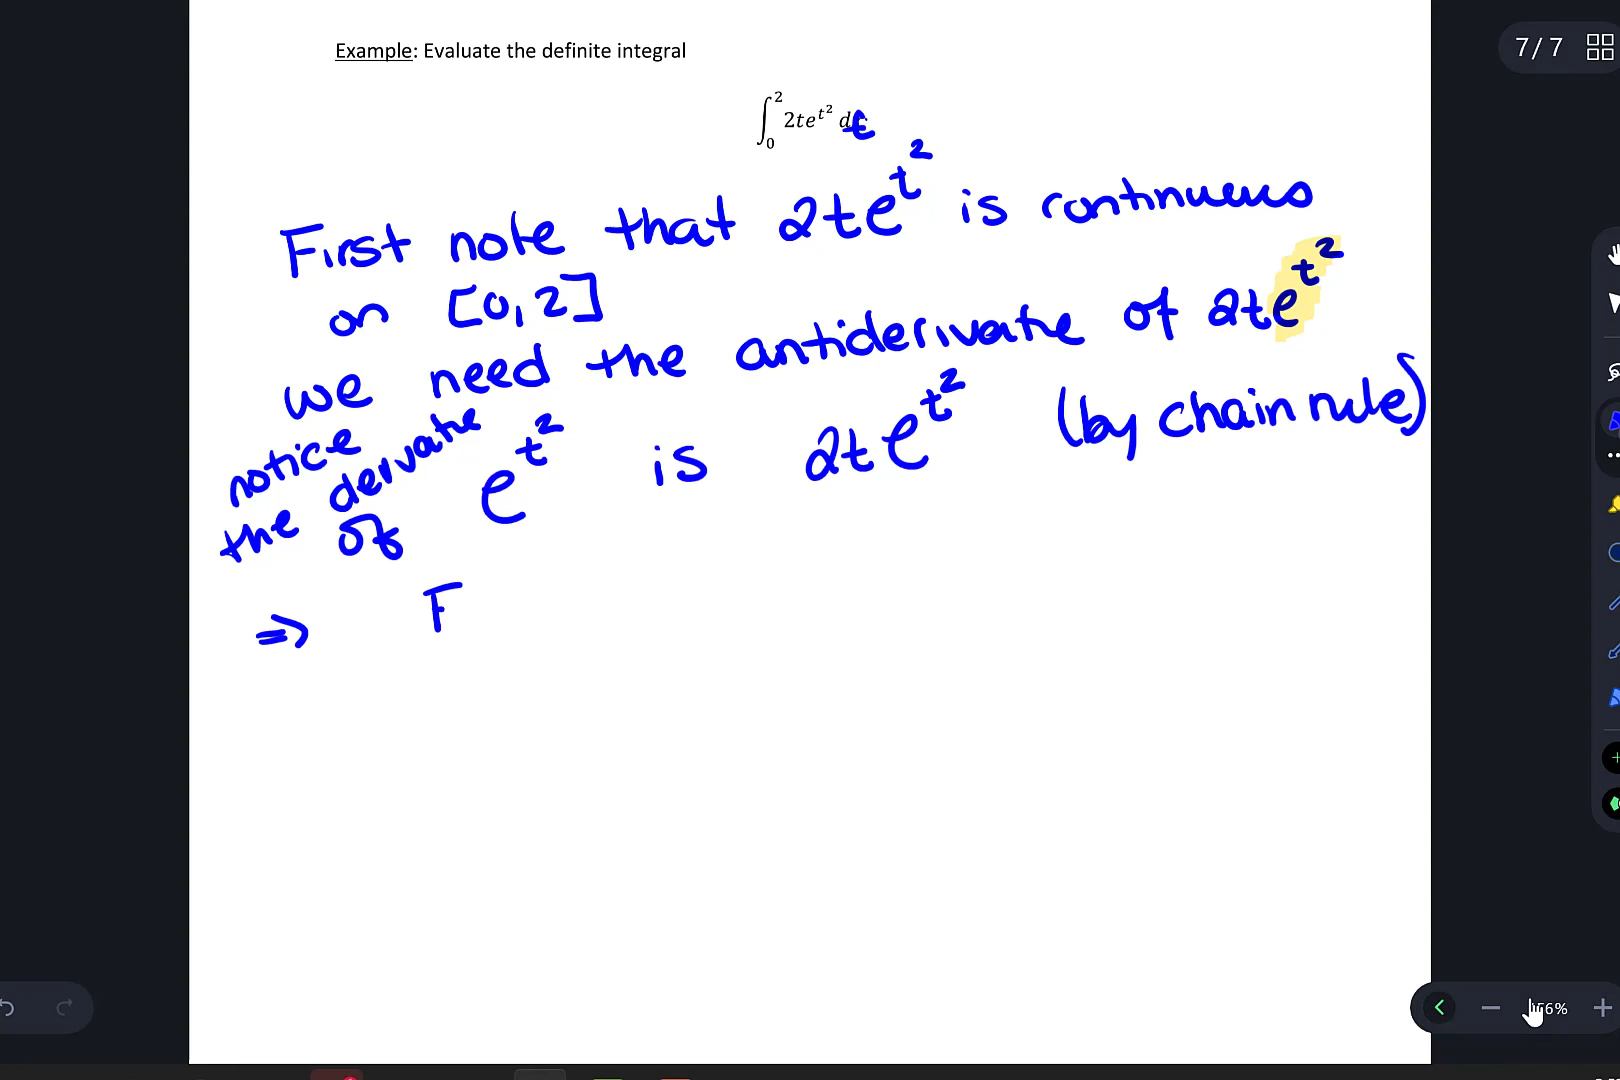 7 / 7
Example: Evaluate the definite integral
∫₀² 2te^{t²} dt
First note that 2te^{t²} is continuous
on [0,2]
we need the antiderivative of 2te^{t²}
notice the dervative of e^{t²} is 2te^{t²} (by chain rule)
⇒ F